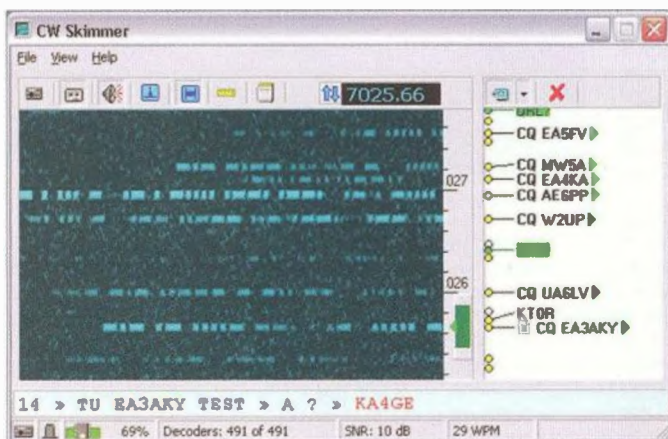 CW Skimmer
File View Help
7025.66
CQ EA5FV
CQ MW5A
027
CQ EA4KA
CQ AE6PP
CQ W2UP
026
CQ UA6LV
KT0R
CQ EA3AKY
14 » TU EA3AKY TEST » A ? » KA4GE
69% Decoders: 491 of 491 SNR: 10 dB 29 WPM